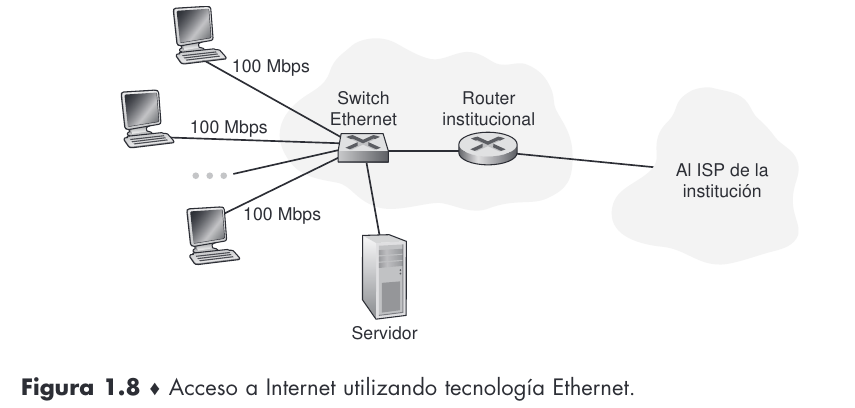 100 Mbps
Switch
Ethernet
Router
institucional
100 Mbps
Al ISP de la
institución
100 Mbps
Servidor
Figura 1.8 ♦ Acceso a Internet utilizando tecnología Ethernet.